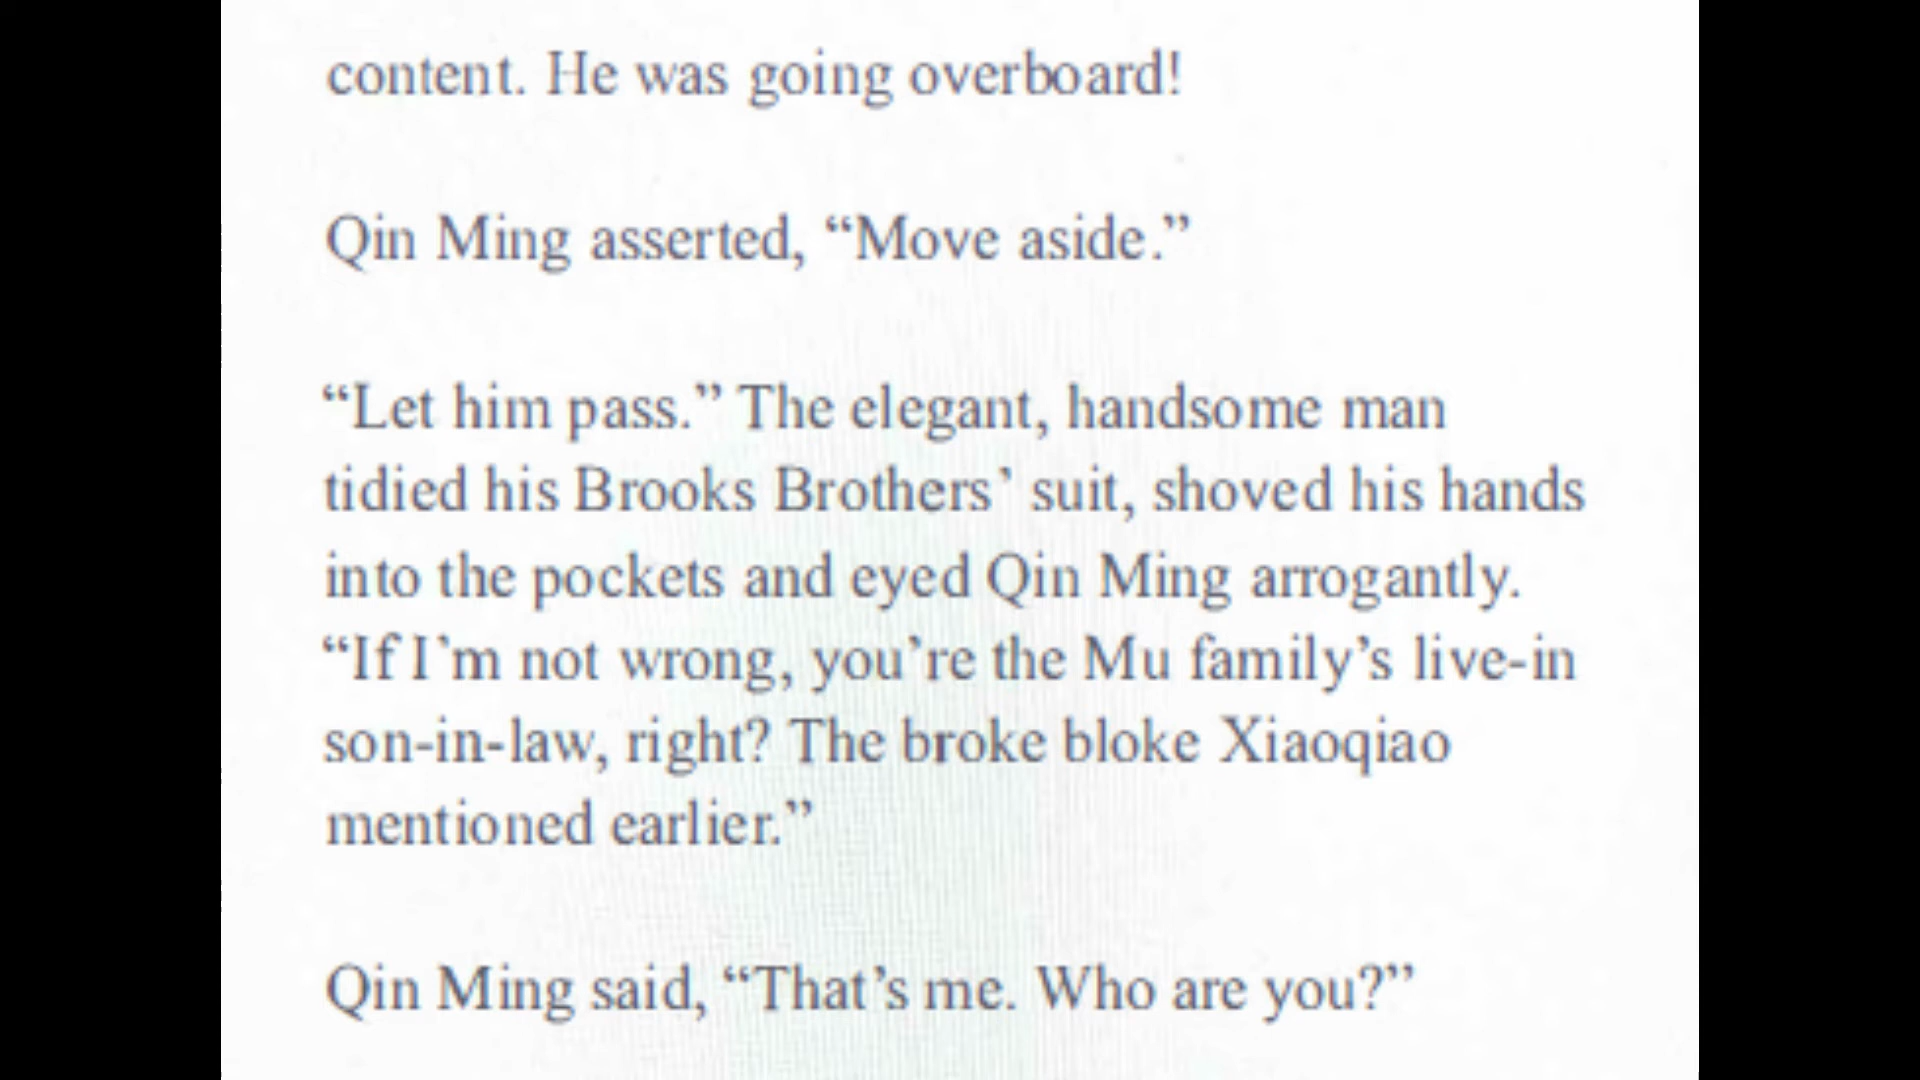 content. He was going overboard!
Qin Ming asserted, “Move aside.”
“Let him pass.” The elegant, handsome man
tidied his Brooks Brothers’ suit, shoved his hands
into the pockets and eyed Qin Ming arrogantly.
“If I’m not wrong, you’re the Mu family’s live-in
son-in-law, right? The broke bloke Xiaoqiao
mentioned earlier.”
Qin Ming said, “That’s me. Who are you?”